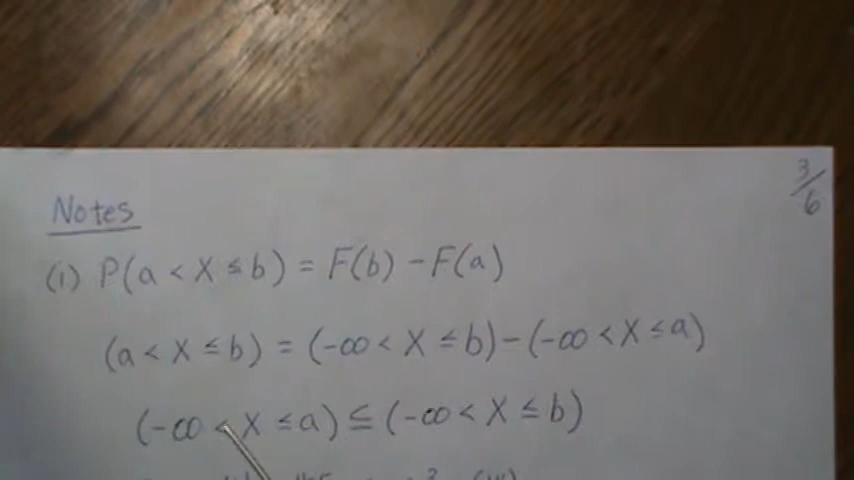 3/6
Notes
(1) P(a < X ≤ b) = F(b) - F(a)
(a < X ≤ b) = (-∞ < X ≤ b) - (-∞ < X ≤ a)
(-∞ < X ≤ a) ⊆ (-∞ < X ≤ b)